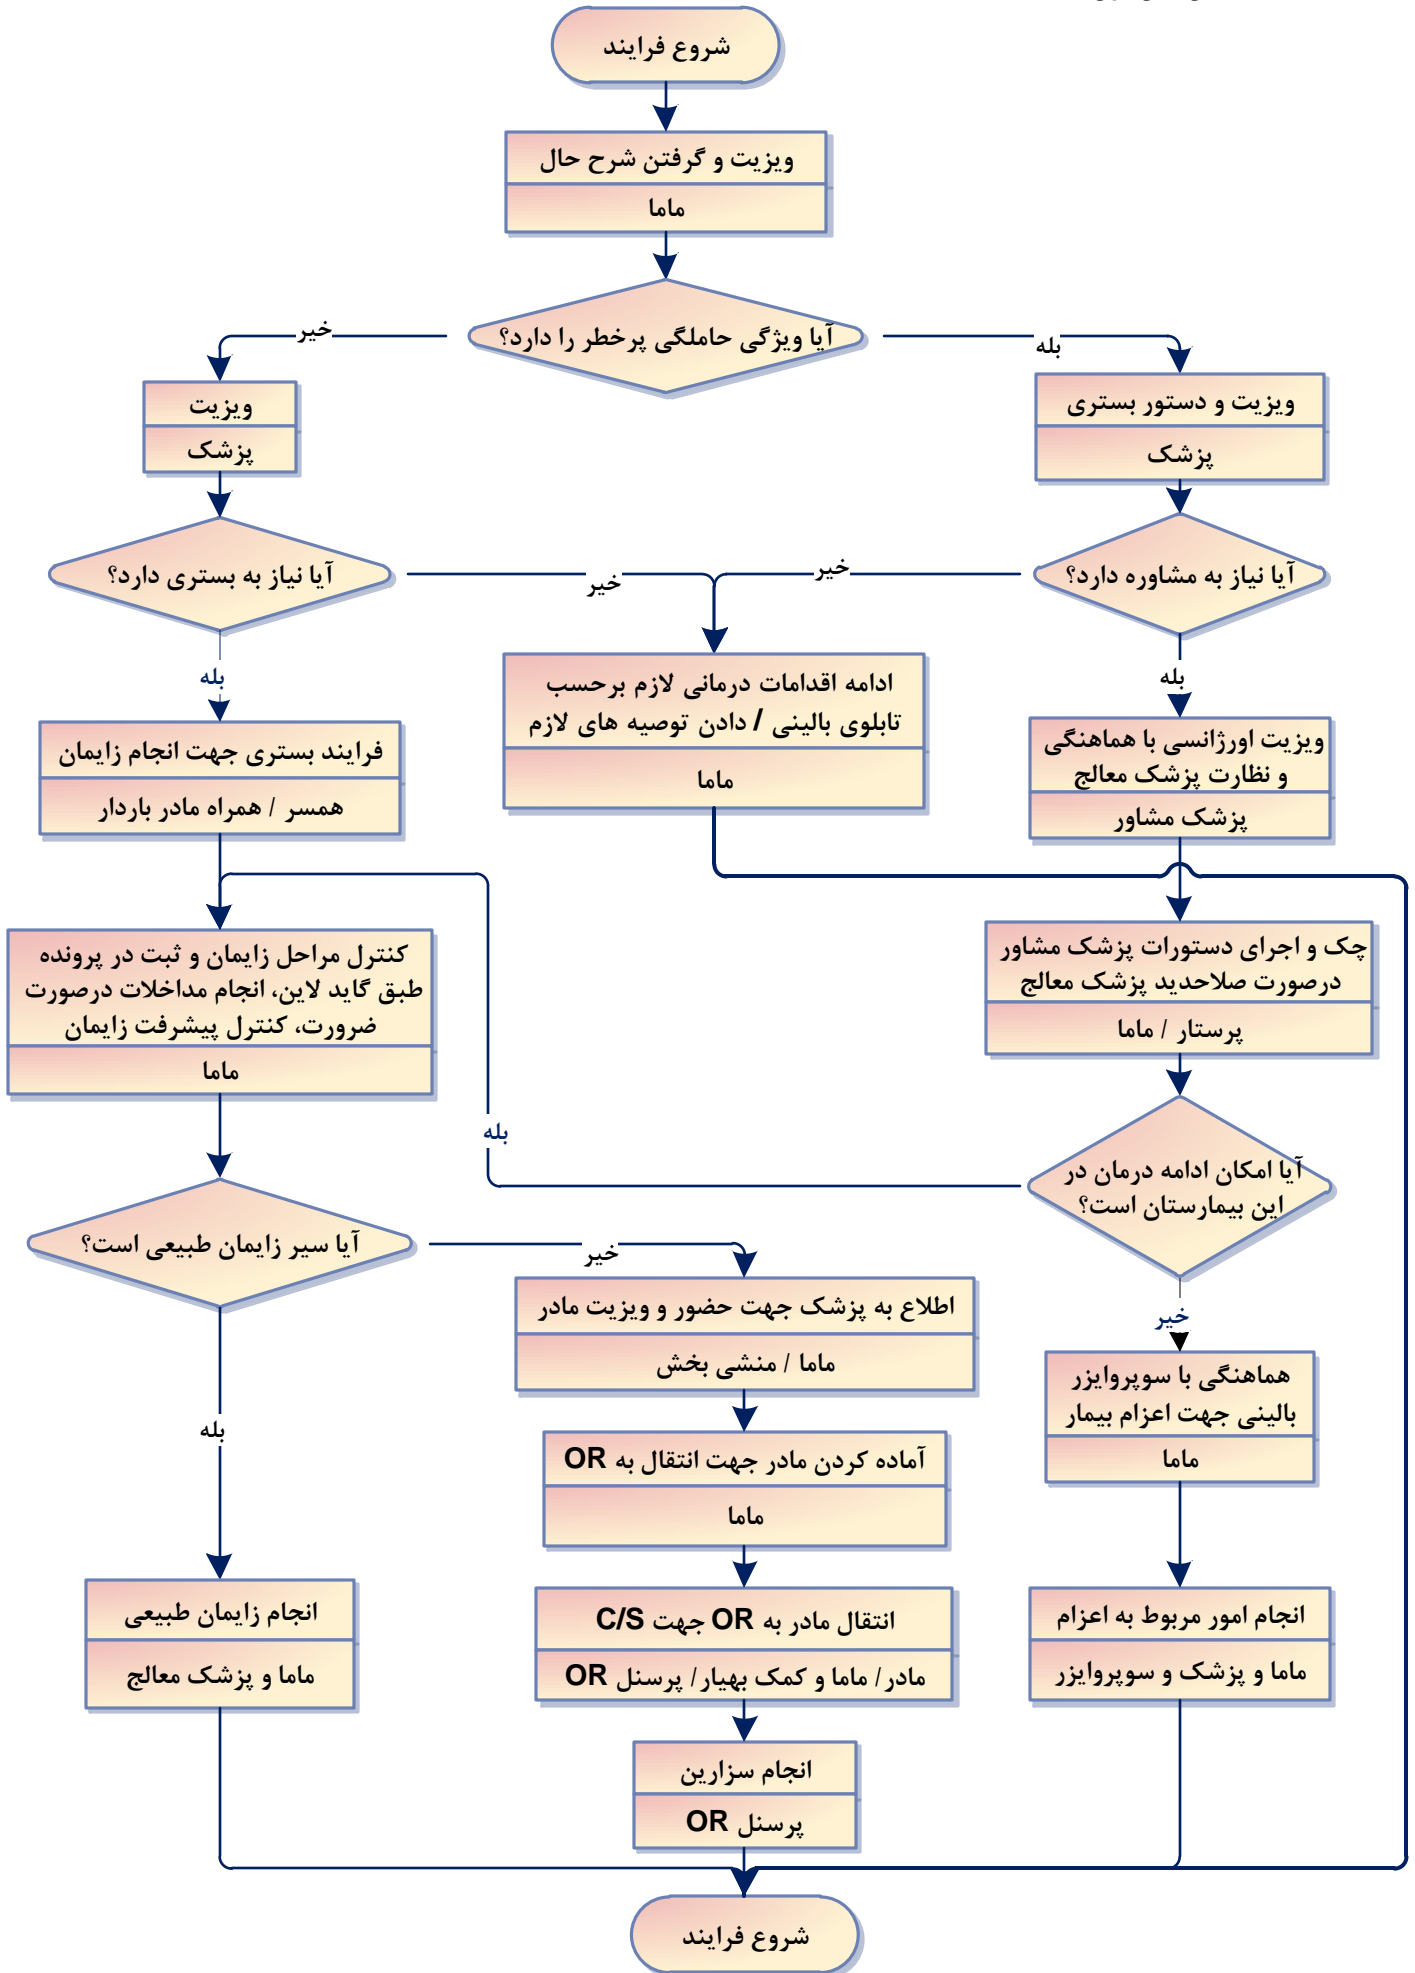 شروع فرایند
ویزیت و گرفتن شرح حال
ماما
آیا ویژگی حاملگی پرخطر را دارد؟
خیر
بله
ویزیت
پزشک
ویزیت و دستور بستری
پزشک
آیا نیاز به بستری دارد؟
خیر
خیر
آیا نیاز به مشاوره دارد؟
بله
بله
ادامه اقدامات درمانی لازم برحسب
تابلوی بالینی / دادن توصیه های لازم
ماما
فرایند بستری جهت انجام زایمان
همسر / همراه مادر باردار
ویزیت اورژانسی با هماهنگی
و نظارت پزشک معالج
پزشک مشاور
کنترل مراحل زایمان و ثبت در پرونده
طبق گاید لاین، انجام مداخلات درصورت
ضرورت، کنترل پیشرفت زایمان
ماما
چک و اجرای دستورات پزشک مشاور
درصورت صلاحدید پزشک معالج
پرستار / ماما
بله
آیا امکان ادامه درمان در
این بیمارستان است؟
آیا سیر زایمان طبیعی است؟
خیر
خیر
اطلاع به پزشک جهت حضور و ویزیت مادر
ماما / منشی بخش
هماهنگی با سوپروایزر
بالینی جهت اعزام بیمار
ماما
بله
آماده کردن مادر جهت انتقال به OR
ماما
انجام زایمان طبیعی
ماما و پزشک معالج
انتقال مادر به OR جهت C/S
مادر/ ماما و کمک بهیار/ پرسنل OR
انجام امور مربوط به اعزام
ماما و پزشک و سوپروایزر
انجام سزارین
پرسنل OR
شروع فرایند